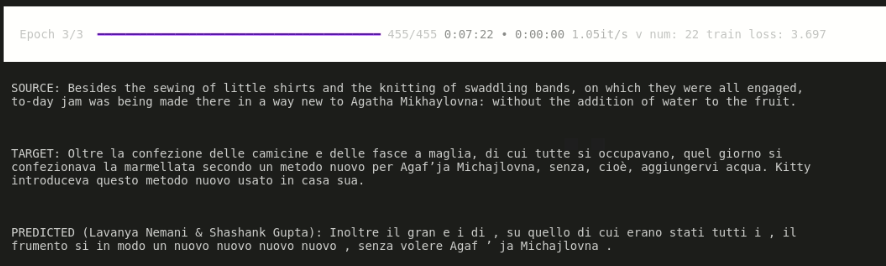 Epoch 3/3 455/455 0:07:22 • 0:00:00 1.05it/s v num: 22 train loss: 3.697
SOURCE: Besides the sewing of little shirts and the knitting of swaddling bands, on which they were all engaged,
to-day jam was being made there in a way new to Agatha Mikhaylovna: without the addition of water to the fruit.
TARGET: Oltre la confezione delle camicine e delle fasce a maglia, di cui tutte si occupavano, quel giorno si
confezionava la marmellata secondo un metodo nuovo per Agaf’ja Michajlovna, senza, cioè, aggiungervi acqua. Kitty
introduceva questo metodo nuovo usato in casa sua.
PREDICTED (Lavanya Nemani & Shashank Gupta): Inoltre il gran e i di , su quello di cui erano stati tutti i , il
frumento si in modo un nuovo nuovo nuovo nuovo , senza volere Agaf ’ ja Michajlovna .